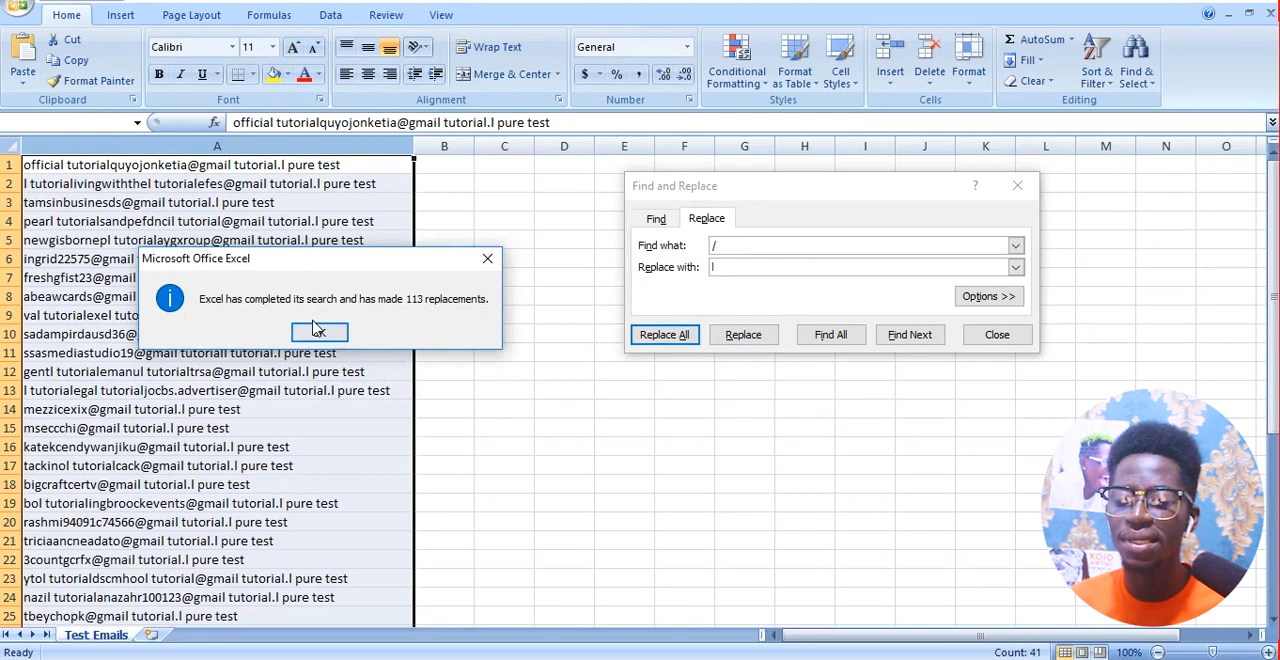 Home Insert Page Layout Formulas Data Review View
Cut
Copy
Format Painter
Paste
Clipboard
Calibri 11
Font
Wrap Text
Merge & Center
Alignment
General
Number
Conditional Formatting
Format as Table
Cell Styles
Styles
Insert Delete Format
Cells
AutoSum
Fill
Clear
Sort & Filter
Find & Select
Editing
fx official tutorialquyojonketia@gmail tutorial.l pure test
A B C D E F G H I J K L M N O
1 official tutorialquyojonketia@gmail tutorial.l pure test
2 l tutorialivingwiththel tutorialefes@gmail tutorial.l pure test
3 tamsinbusinesds@gmail tutorial.l pure test
4 pearl tutorialsandpefdncil tutorial@gmail tutorial.l pure test
5 newgisbornepl tutorialaygxroup@gmail tutorial.l pure test
6 ingrid22575@gmail
7 freshgfist23@gmail
8 abeawcards@gmail
9 val tutorialexel tutor
10 sadampirdausd36@
11 ssasmediastudio19@gmail tutorial.l pure test
12 gentl tutorialemanul tutorialtrsa@gmail tutorial.l pure test
13 l tutorialegal tutorialjocbs.advertiser@gmail tutorial.l pure test
14 mezzicexix@gmail tutorial.l pure test
15 mseccchi@gmail tutorial.l pure test
16 katekcendywanjiku@gmail tutorial.l pure test
17 tackinol tutorialcack@gmail tutorial.l pure test
18 bigcraftcertv@gmail tutorial.l pure test
19 bol tutorialingbroockevents@gmail tutorial.l pure test
20 rashmi94091c74566@gmail tutorial.l pure test
21 triciaancneadato@gmail tutorial.l pure test
22 3countgcrfx@gmail tutorial.l pure test
23 ytol tutorialdscmhool tutorial@gmail tutorial.l pure test
24 nazil tutorialanazahr100123@gmail tutorial.l pure test
25 tbeychopk@gmail tutorial.l pure test
Microsoft Office Excel
Excel has completed its search and has made 113 replacements.
Find and Replace
Find Replace
Find what: /
Replace with: l
Options >>
Replace All Replace Find All Find Next Close
Test Emails
Ready
Count: 41
100%